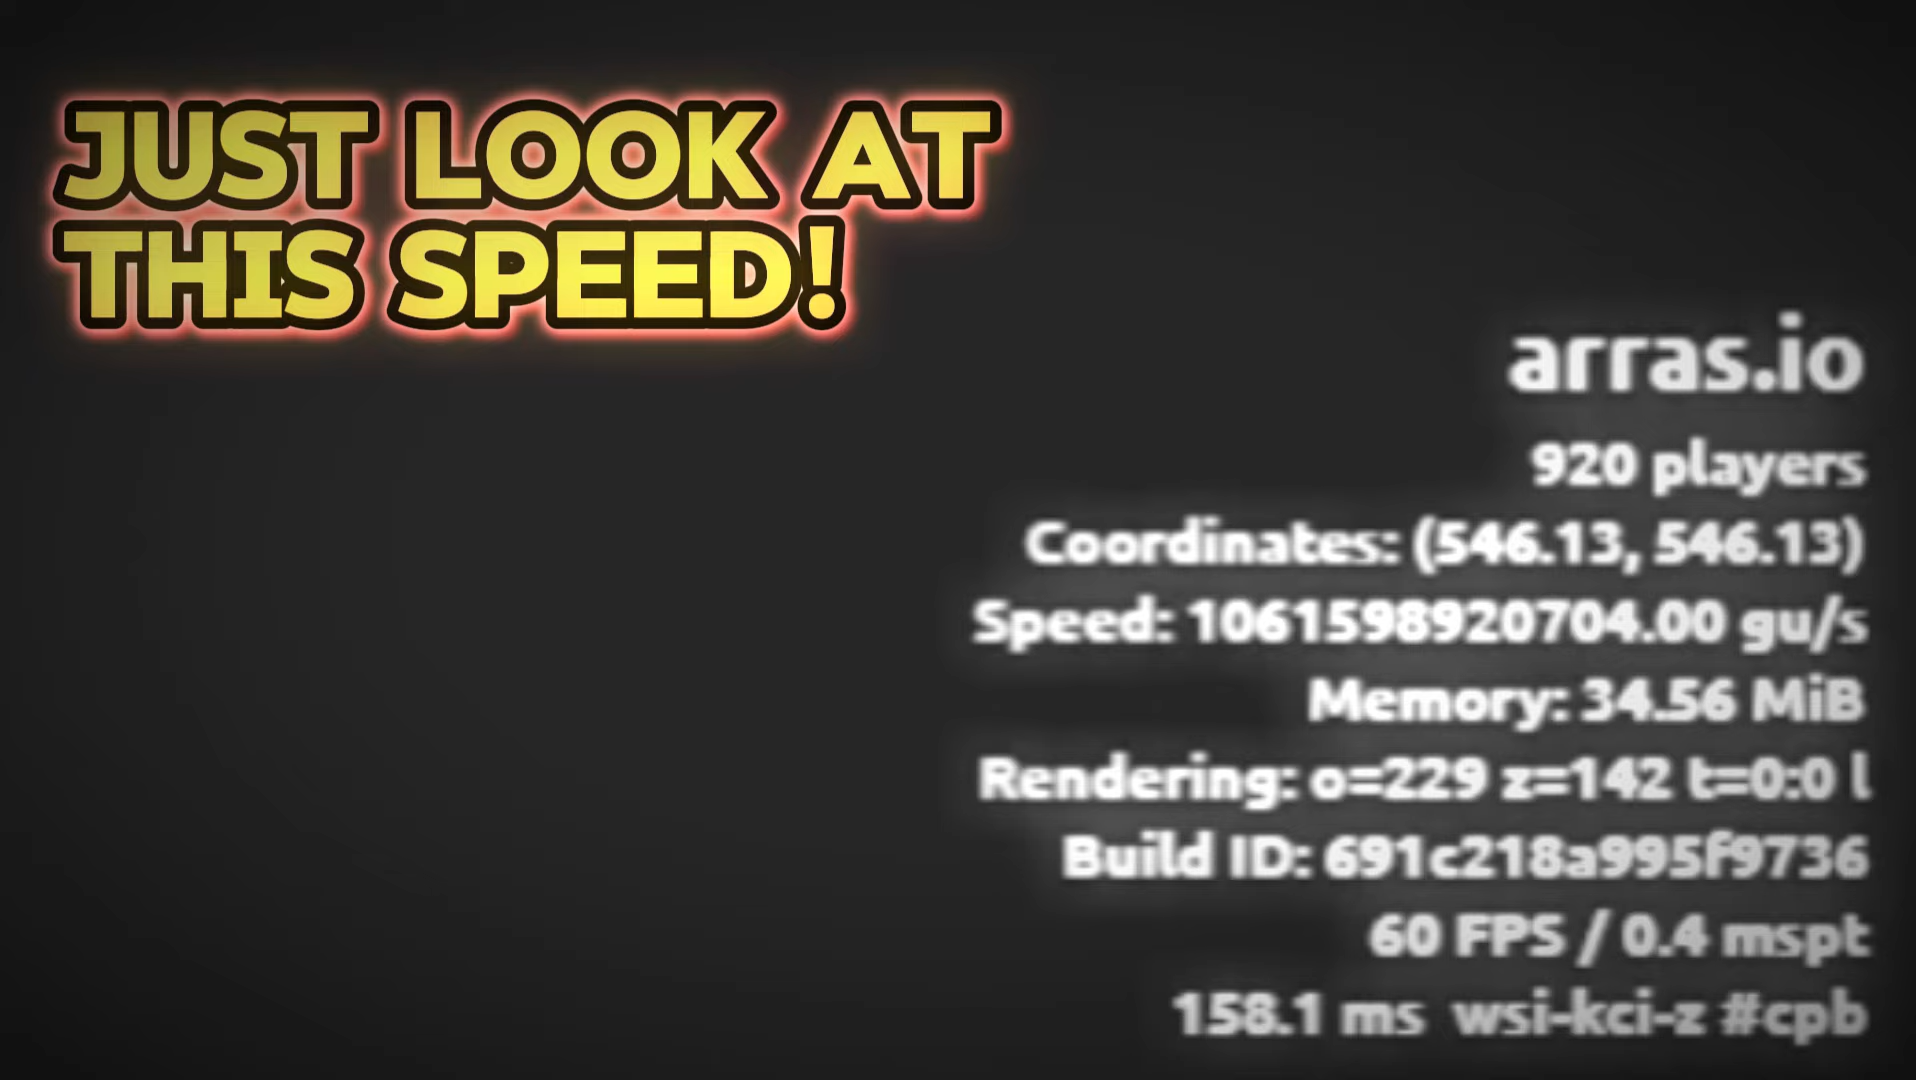 JUST LOOK AT
THIS SPEED!
arras.io
920 players
Coordinates: (546.13, 546.13)
Speed: 1061598920704.00 gu/s
Memory: 34.56 MiB
Rendering: o=229 z=142 t=0:0 l
Build ID: 691c218a995f9736
60 FPS / 0.4 mspt
158.1 ms wsi-kci-z #cpb